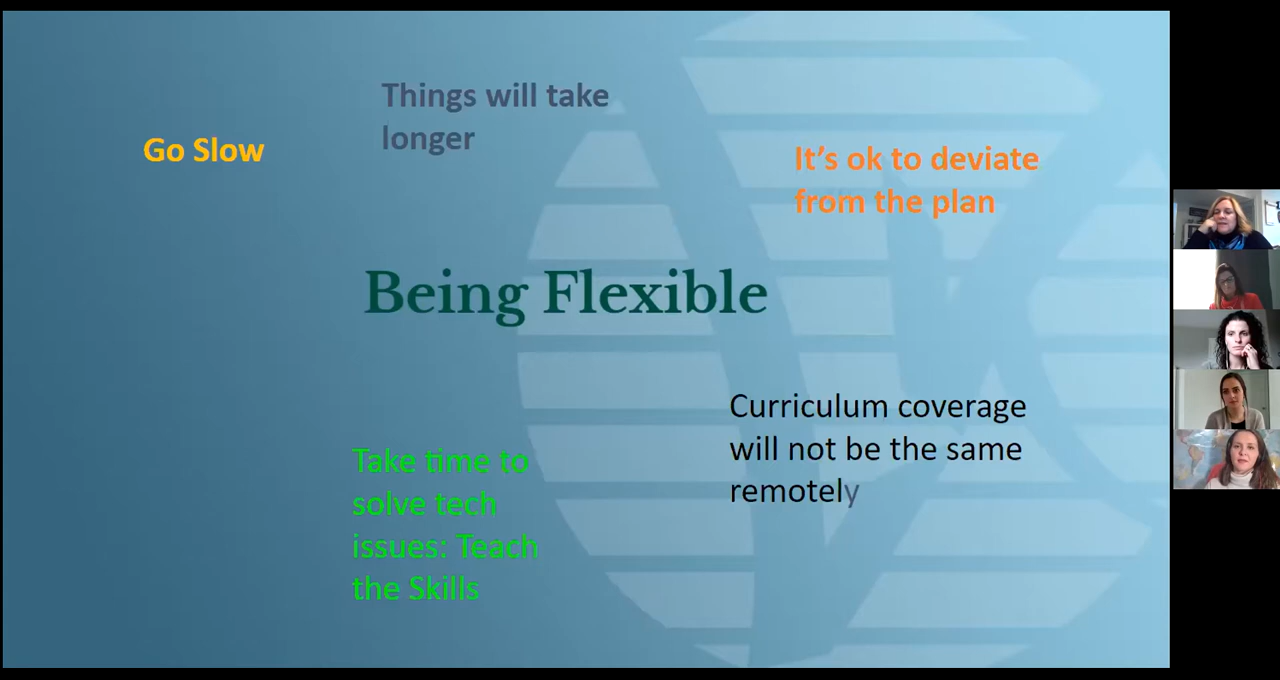 Things will take
longer
Go Slow
It’s ok to deviate
from the plan
Being Flexible
Curriculum coverage
will not be the same
remotely
Take time to
solve tech
issues: Teach
the Skills